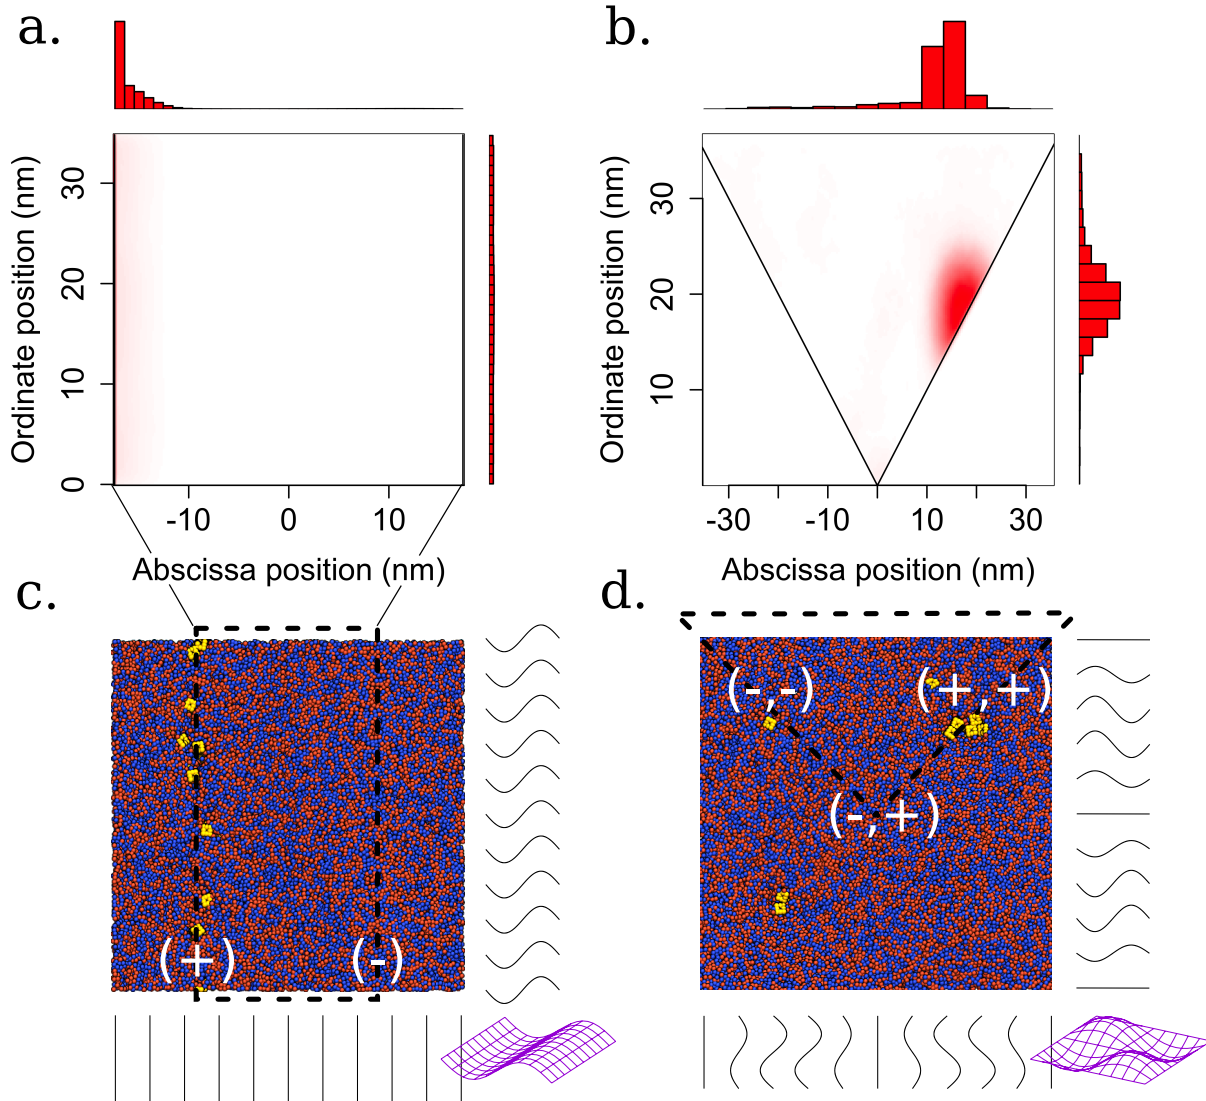 a.
Ordinate position (nm)
30
20
10
0
-10 0 10
Abscissa position (nm)
b.
Ordinate position (nm)
30
20
10
-30 -10 10 30
Abscissa position (nm)
c.
(+) (-)
d.
(-,-) (+,+)
(-,+)